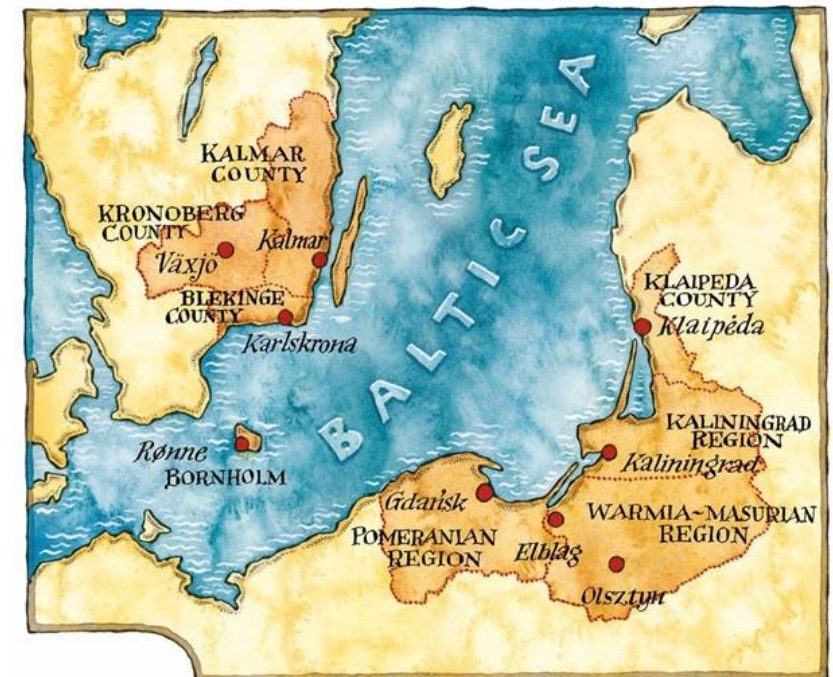 BALTIC SEA
KALMAR
COUNTY
KRONOBERG
COUNTY
Kalmar
Växjö
BLEKINGE
COUNTY
Karlskrona
Rønne
BORNHOLM
KLAIPEDA
COUNTY
Klaipėda
KALININGRAD
REGION
Kaliningrad
Gdańsk
POMERANIAN
REGION
Elbląg
WARMIA~MASURIAN
REGION
Olsztyn